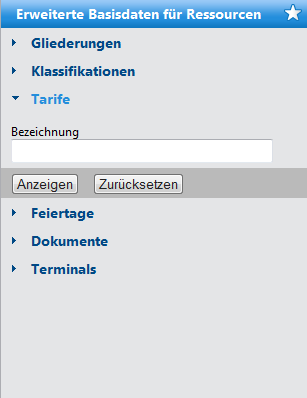 Erweiterte Basisdaten für Ressourcen
Gliederungen
Klassifikationen
Tarife
Bezeichnung
Anzeigen Zurücksetzen
Feiertage
Dokumente
Terminals